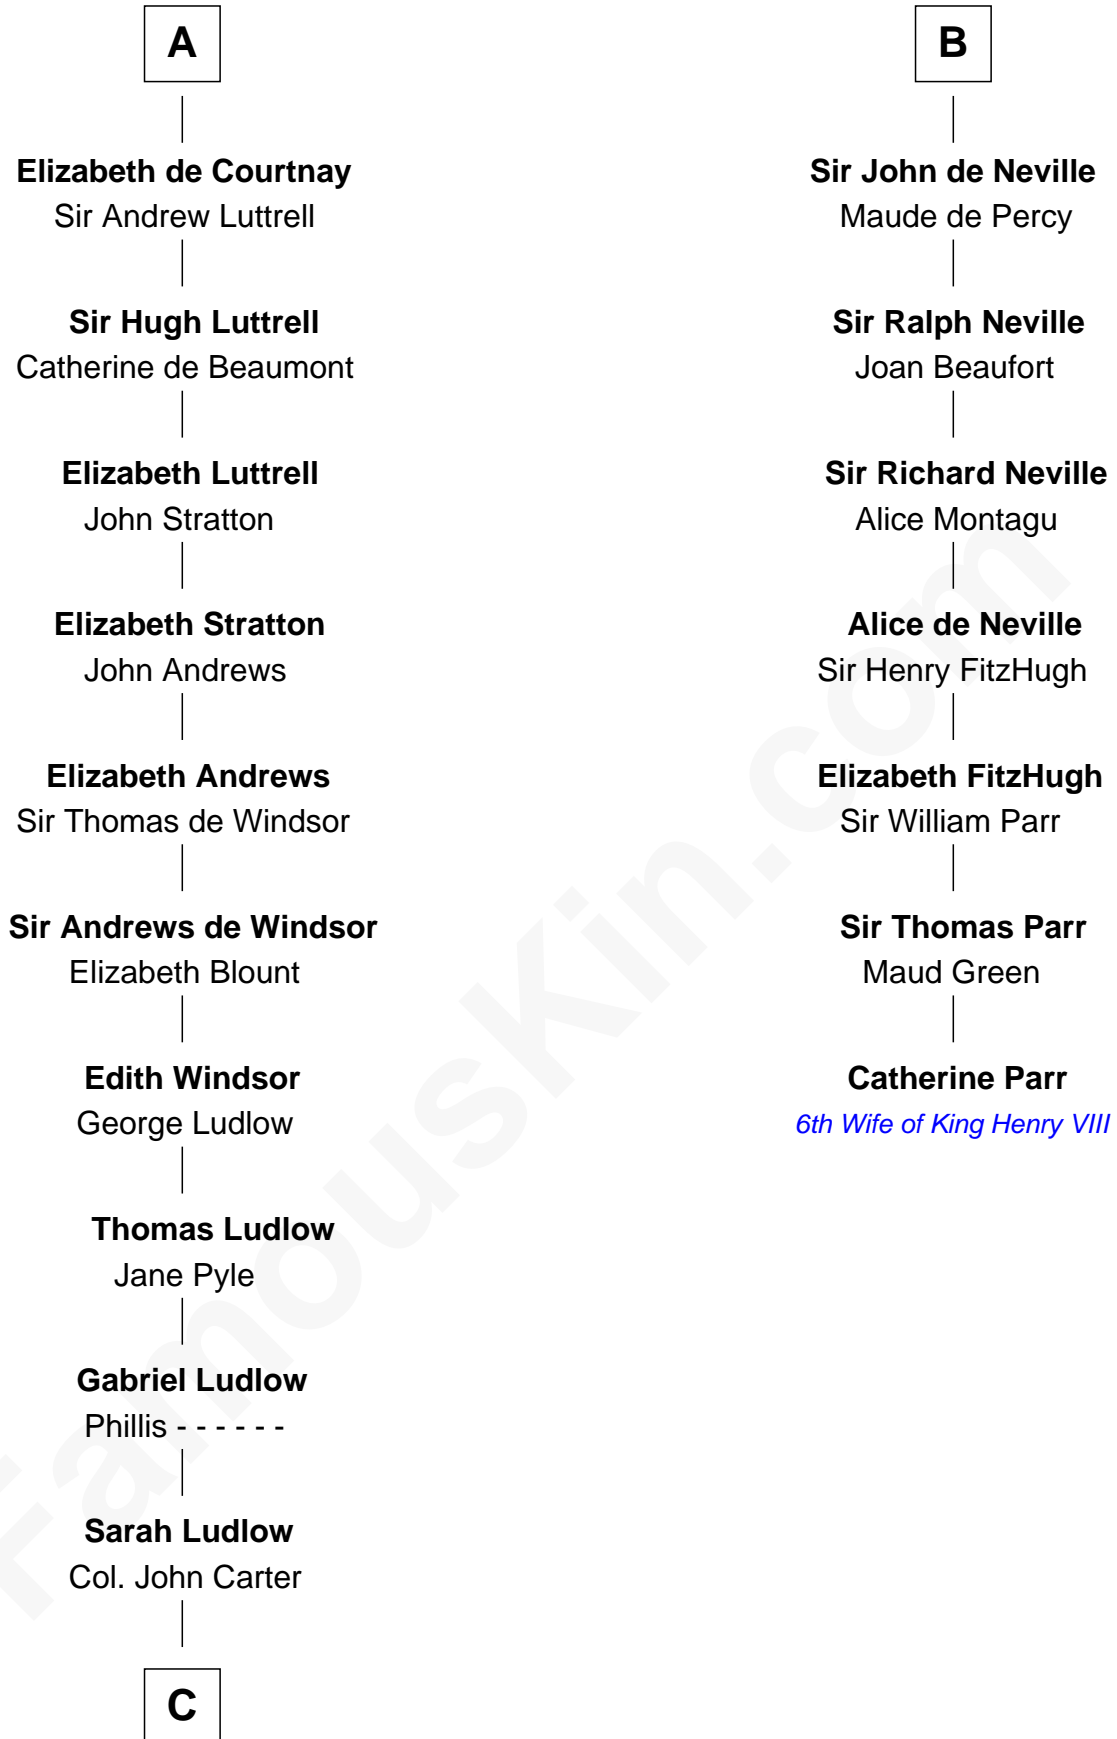 A
Elizabeth de Courtnay
Sir Andrew Luttrell
Sir Hugh Luttrell
Catherine de Beaumont
Elizabeth Luttrell
John Stratton
Elizabeth Stratton
John Andrews
Elizabeth Andrews
Sir Thomas de Windsor
Sir Andrews de Windsor
Elizabeth Blount
Edith Windsor
George Ludlow
Thomas Ludlow
Jane Pyle
Gabriel Ludlow
Phillis - - - - - -
Sarah Ludlow
Col. John Carter
C
B
Sir John de Neville
Maude de Percy
Sir Ralph Neville
Joan Beaufort
Sir Richard Neville
Alice Montagu
Alice de Neville
Sir Henry FitzHugh
Elizabeth FitzHugh
Sir William Parr
Sir Thomas Parr
Maud Green
Catherine Parr
6th Wife of King Henry VIII
FamousKin.com